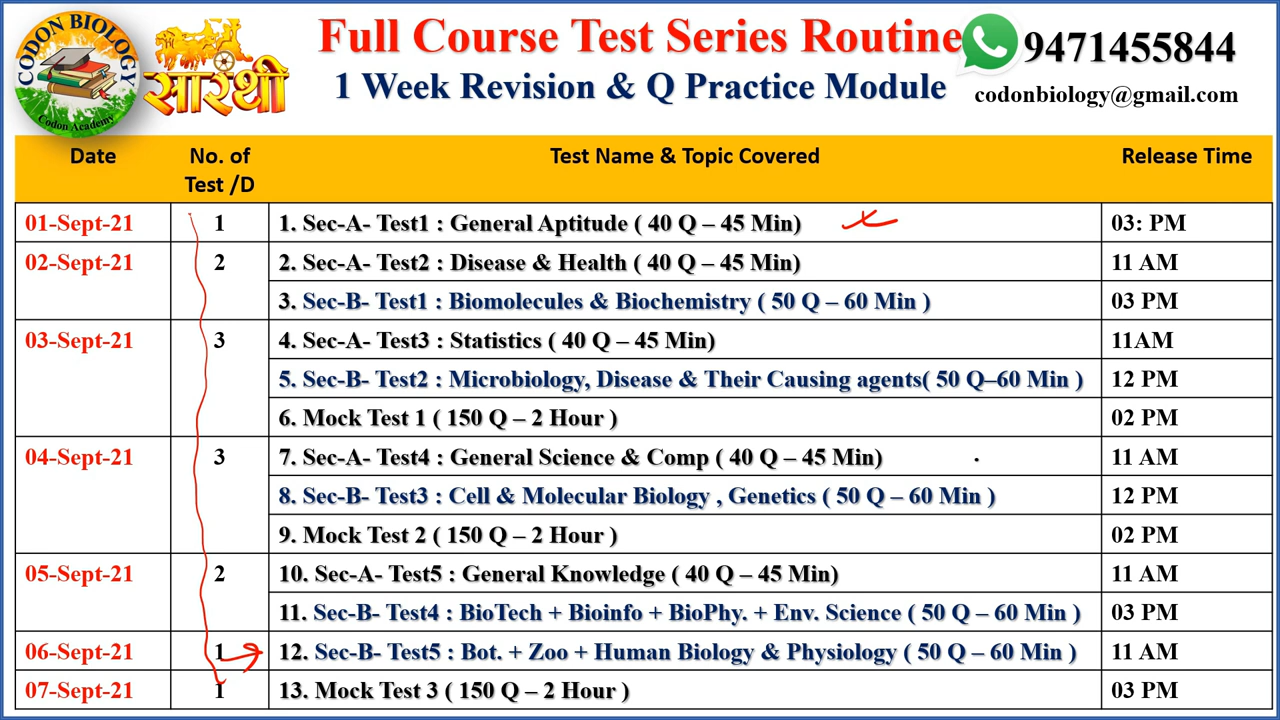 CODON BIOLOGY
Codon Academy
सारथी
Full Course Test Series Routine
1 Week Revision & Q Practice Module
9471455844
codonbiology@gmail.com
Date No. of Test /D Test Name & Topic Covered Release Time
01-Sept-21 1 1. Sec-A- Test1 : General Aptitude ( 40 Q – 45 Min) 03: PM
02-Sept-21 2 2. Sec-A- Test2 : Disease & Health ( 40 Q – 45 Min) 11 AM
3. Sec-B- Test1 : Biomolecules & Biochemistry ( 50 Q – 60 Min ) 03 PM
03-Sept-21 3 4. Sec-A- Test3 : Statistics ( 40 Q – 45 Min) 11AM
5. Sec-B- Test2 : Microbiology, Disease & Their Causing agents( 50 Q–60 Min ) 12 PM
6. Mock Test 1 ( 150 Q – 2 Hour ) 02 PM
04-Sept-21 3 7. Sec-A- Test4 : General Science & Comp ( 40 Q – 45 Min) 11 AM
8. Sec-B- Test3 : Cell & Molecular Biology , Genetics ( 50 Q – 60 Min ) 12 PM
9. Mock Test 2 ( 150 Q – 2 Hour ) 02 PM
05-Sept-21 2 10. Sec-A- Test5 : General Knowledge ( 40 Q – 45 Min) 11 AM
11. Sec-B- Test4 : BioTech + Bioinfo + BioPhy. + Env. Science ( 50 Q – 60 Min ) 03 PM
06-Sept-21 1 12. Sec-B- Test5 : Bot. + Zoo + Human Biology & Physiology ( 50 Q – 60 Min ) 11 AM
07-Sept-21 1 13. Mock Test 3 ( 150 Q – 2 Hour ) 03 PM